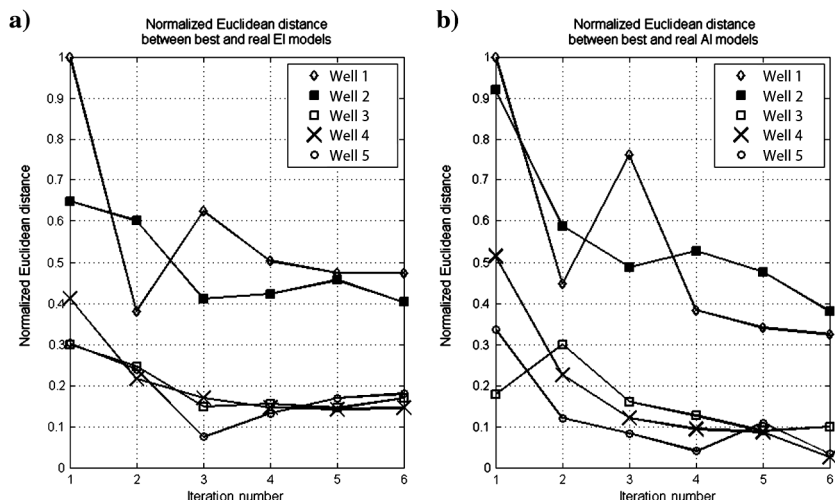 a)
Normalized Euclidean distance
between best and real EI models
Normalized Euclidean distance
1
0.9
0.8
0.7
0.6
0.5
0.4
0.3
0.2
0.1
0
Well 1
Well 2
Well 3
Well 4
Well 5
1 2 3 4 5 6
Iteration number
b)
Normalized Euclidean distance
between best and real AI models
Normalized Euclidean distance
1
0.9
0.8
0.7
0.6
0.5
0.4
0.3
0.2
0.1
0
Well 1
Well 2
Well 3
Well 4
Well 5
1 2 3 4 5 6
Iteration number